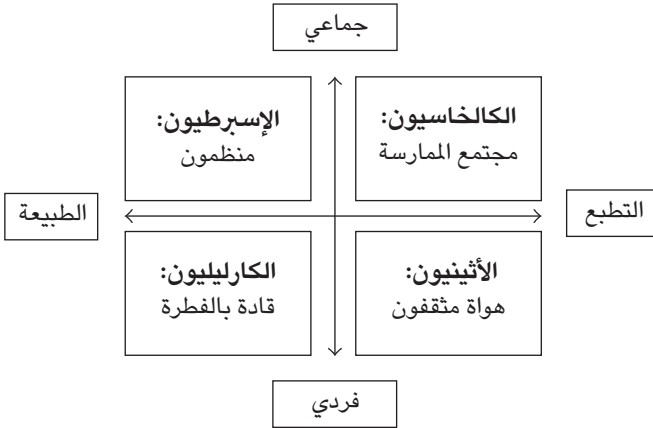 جماعي
الإسبرطيون:
منظمون
الكالخاسيون:
مجتمع الممارسة
الطبيعة
التطبع
الكارليليون:
قادة بالفطرة
الأثينيون:
هواة مثقفون
فردي